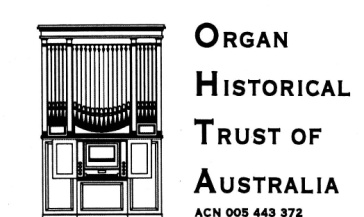 ORGAN
HISTORICAL
TRUST OF
AUSTRALIA
ACN 005 443 372